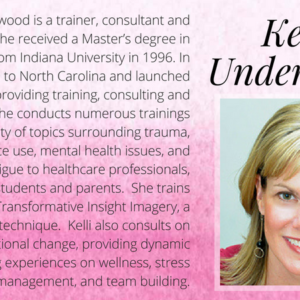 wood is a trainer, consultant and
he received a Master's degree in
om Indiana University in 1996. In
to North Carolina and launched
providing training, consulting and
he conducts numerous trainings
ty of topics surrounding trauma,
ce use, mental health issues, and
igue to healthcare professionals,
students and parents. She trains
Transformative Insight Imagery, a
technique. Kelli also consults on
tional change, providing dynamic
g experiences on wellness, stress
management, and team building.
Ke
Under